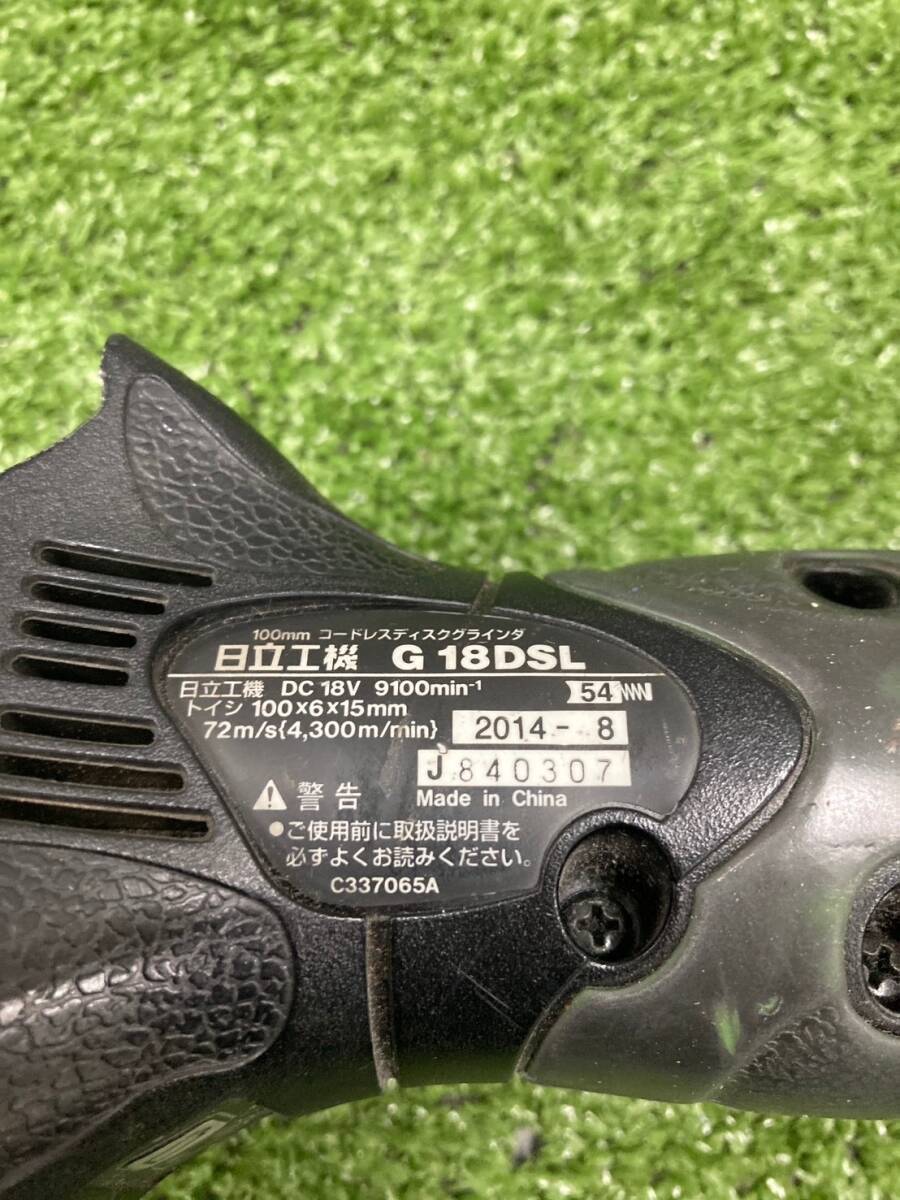 100mm コードレスディスクグラインダ
日立工機 G 18DSL
日立工機 DC 18V 9100min⁻¹
54
トイシ 100×6×15mm
72m/s{4,300m/min}
2014 - 8
J 840307
Made in China
警告
●ご使用前に取扱説明書を
必ずよくお読みください。
C337065A